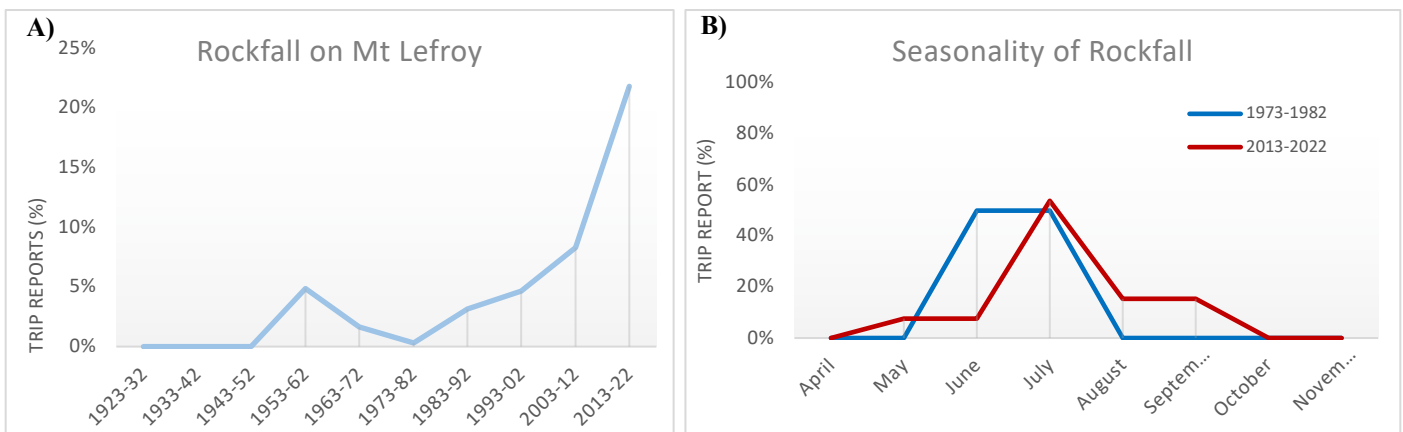 A)
Rockfall on Mt Lefroy
25%
20%
15%
10%
5%
0%
TRIP REPORTS (%)
1923-32
1933-42
1943-52
1953-62
1963-72
1973-82
1983-92
1993-02
2003-12
2013-22
B)
Seasonality of Rockfall
100%
80%
60%
40%
20%
0%
TRIP REPORT (%)
1973-1982
2013-2022
April
May
June
July
August
Septem...
October
Novem...